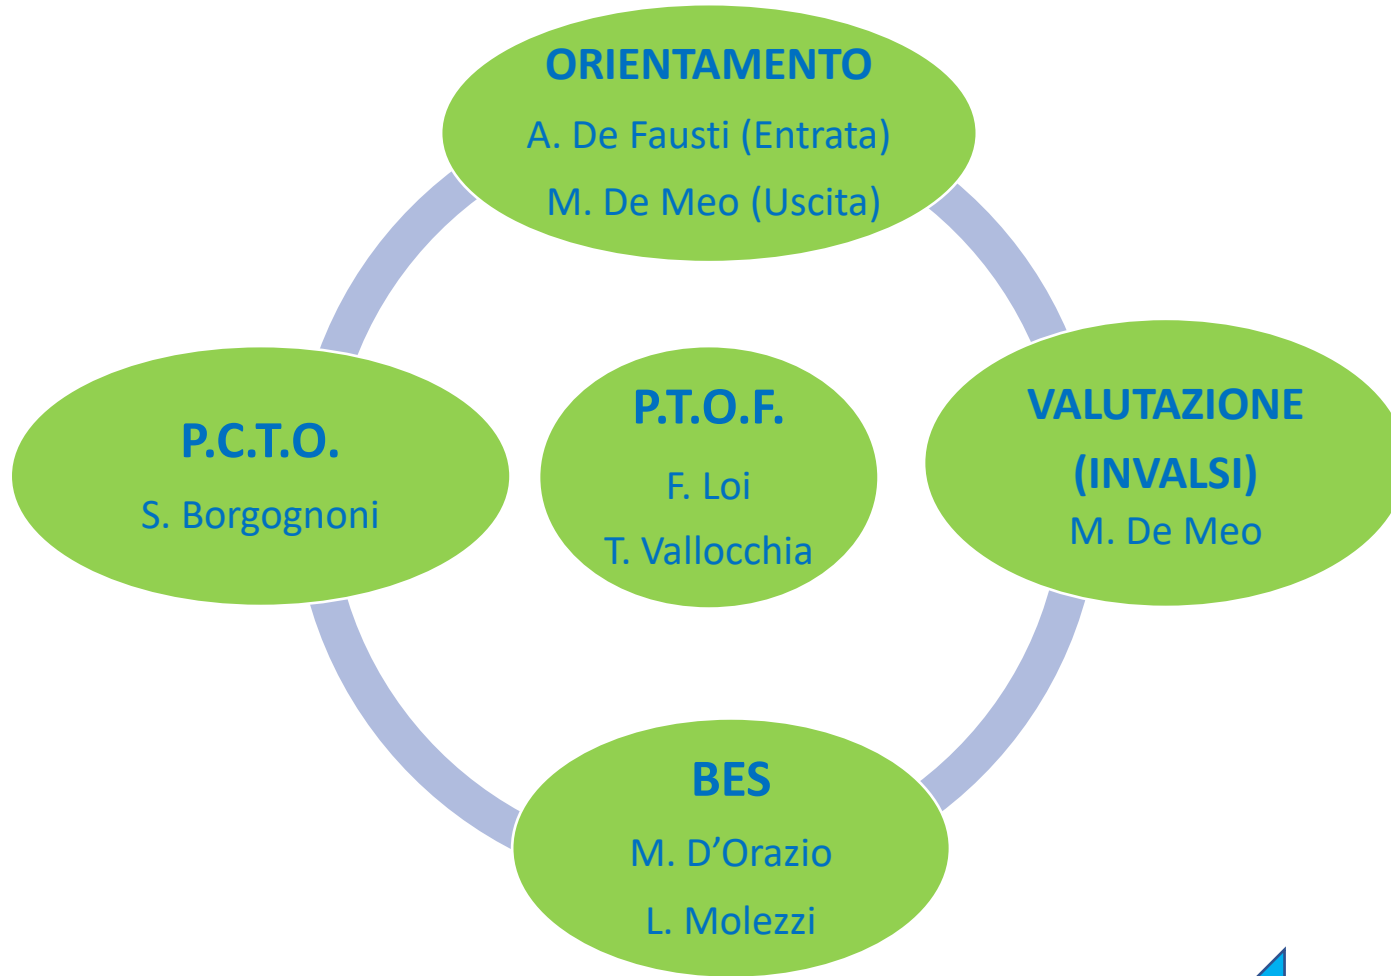 ORIENTAMENTO
A. De Fausti (Entrata)
M. De Meo (Uscita)
P.C.T.O.
S. Borgognoni
P.T.O.F.
F. Loi
T. Vallocchia
VALUTAZIONE
(INVALSI)
M. De Meo
BES
M. D’Orazio
L. Molezzi